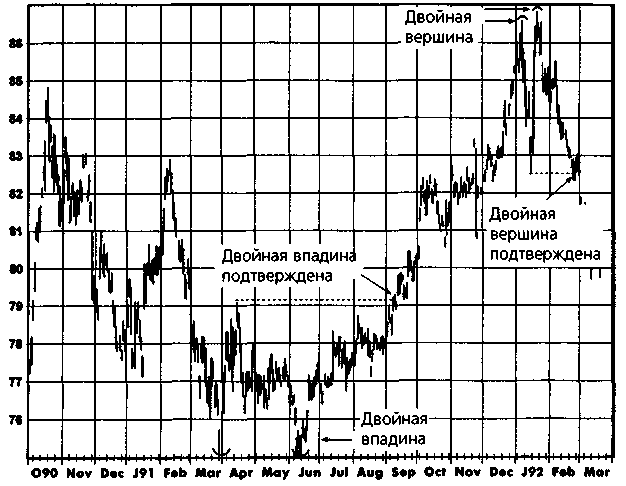 Двойная
вершина
86
85
84
83
82
81
80
79
78
77
76
Двойная
вершина
подтверждена
Двойная впадина
подтверждена
Двойная
впадина
O90 Nov Dec J91 Feb Mar Apr May Jun Jul Aug Sep Oct Nov Dec J92 Feb Mar